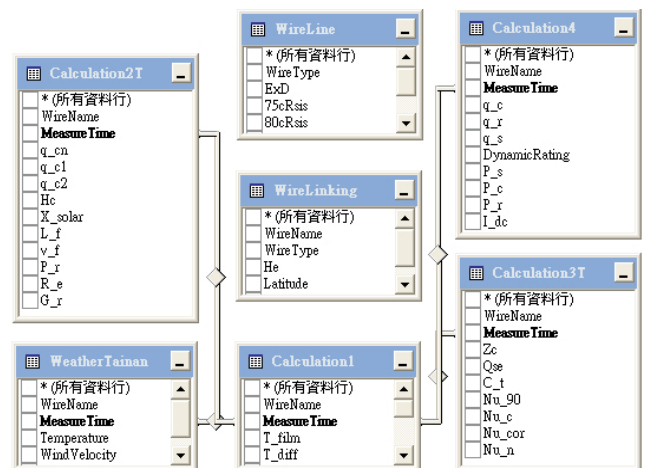 Calculation2T
* (所有資料行)
WireName
MeasureTime
q_cn
q_c1
q_c2
Hc
X_solar
L_f
v_f
P_r
R_e
G_r
WireLine
* (所有資料行)
WireType
ExD
75cRsis
80cRsis
Calculation4
* (所有資料行)
WireName
MeasureTime
q_c
q_r
q_s
DynamicRating
P_s
P_c
P_r
I_dc
WireLinking
* (所有資料行)
WireName
WireType
He
Latitude
Calculation3T
* (所有資料行)
WireName
MeasureTime
Zc
Qse
C_t
Nu_90
Nu_c
Nu_cor
Nu_n
WeatherTainan
* (所有資料行)
WireName
MeasureTime
Temperature
WindVelocity
Calculation1
* (所有資料行)
WireName
MeasureTime
T_film
T_diff